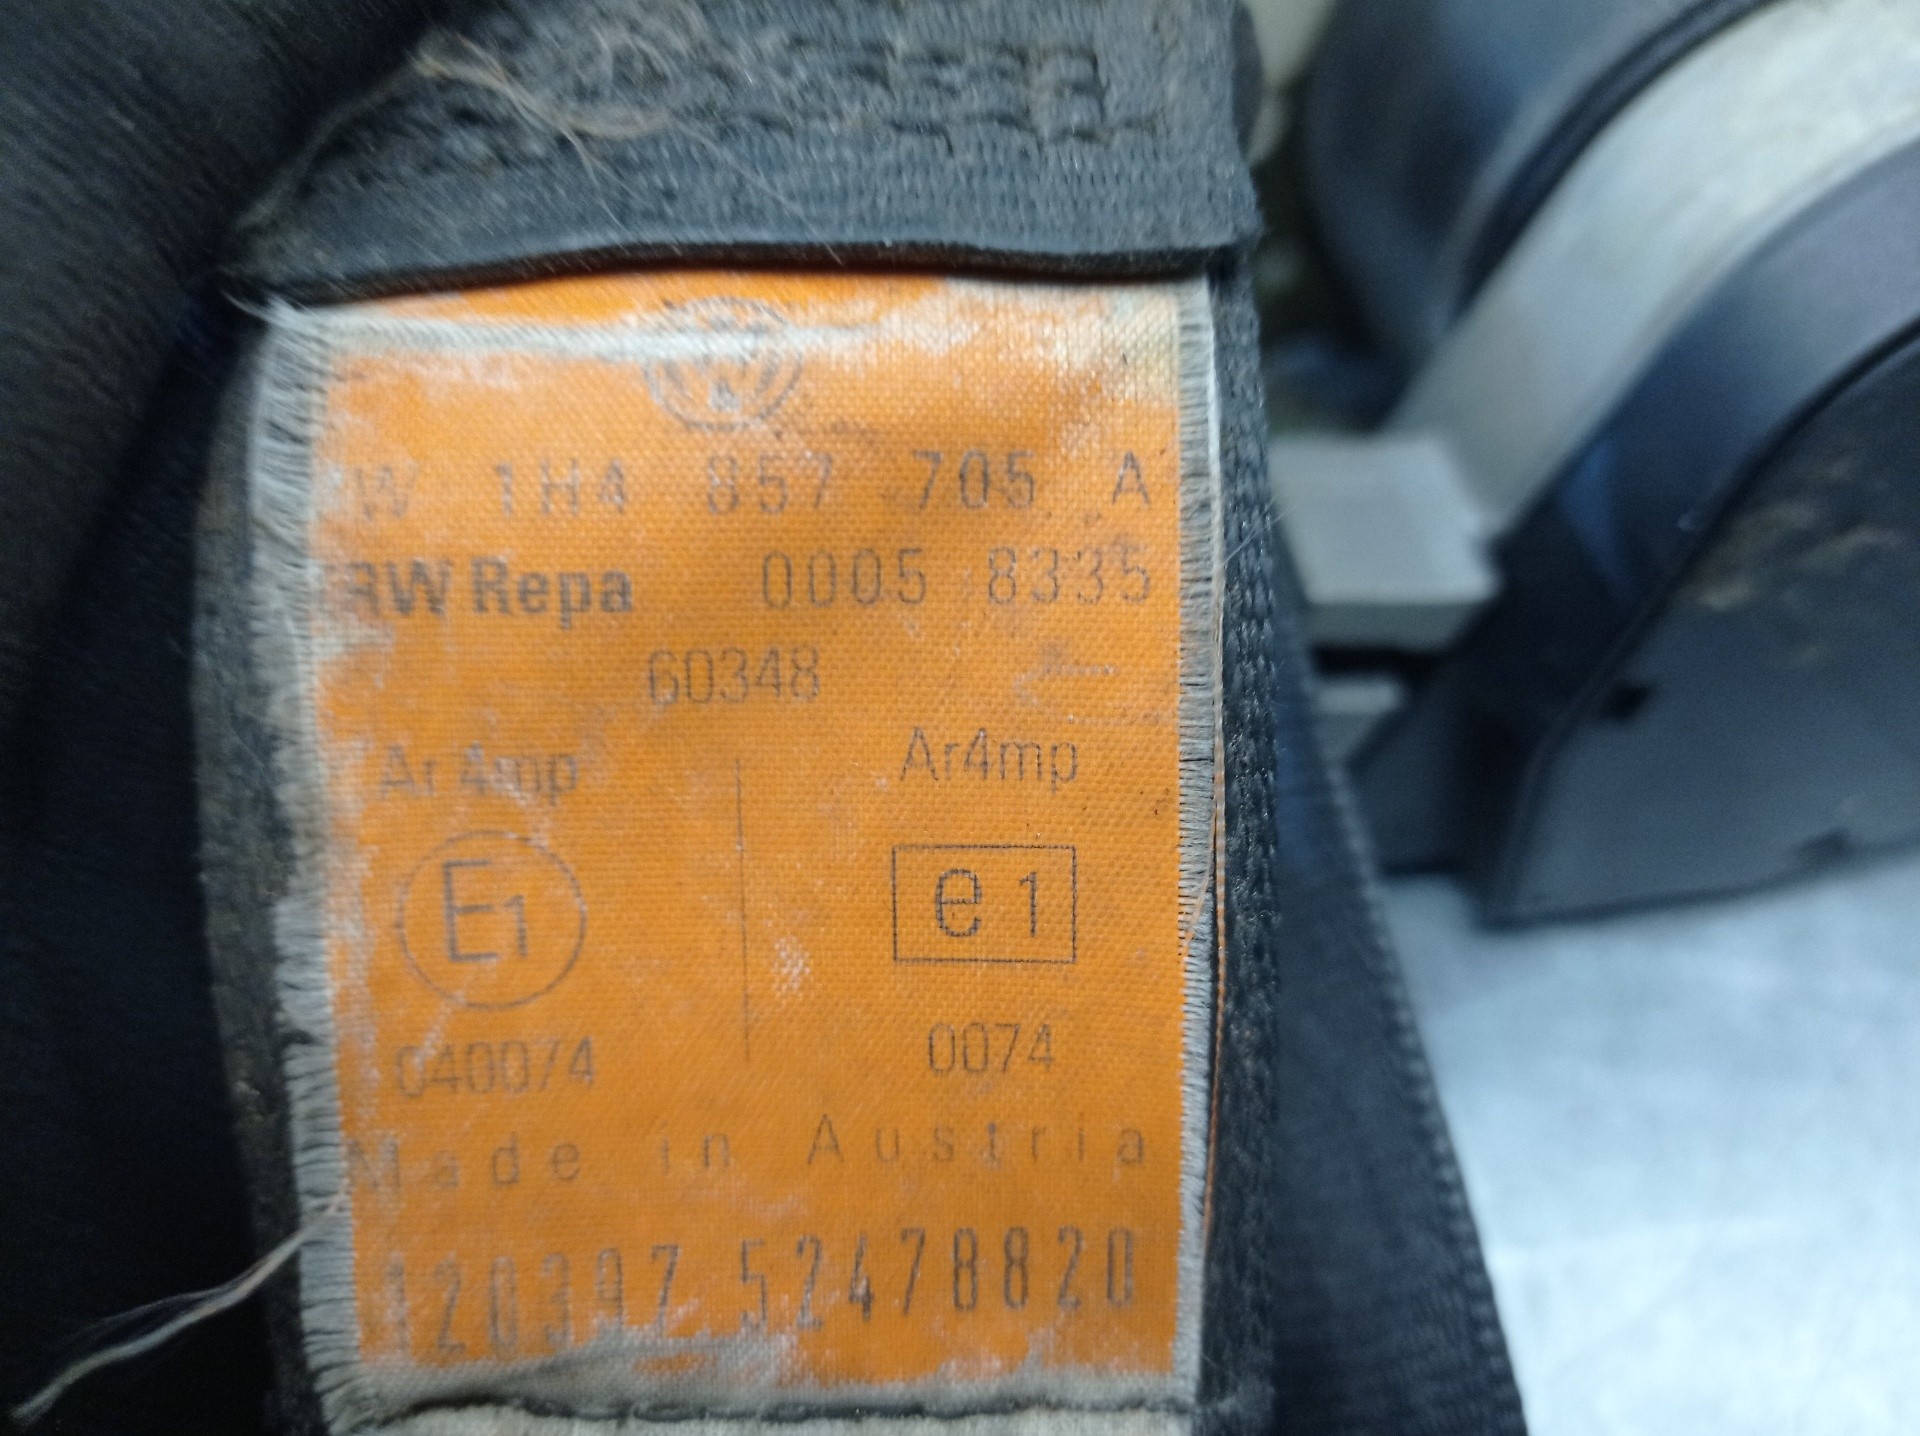 VW
W 1H4 857 705 A
RW Repa 0005 8335
60348
Ar4mp Ar4mp
E1 e1
040074 0074
Made in Austria
120397 52478820